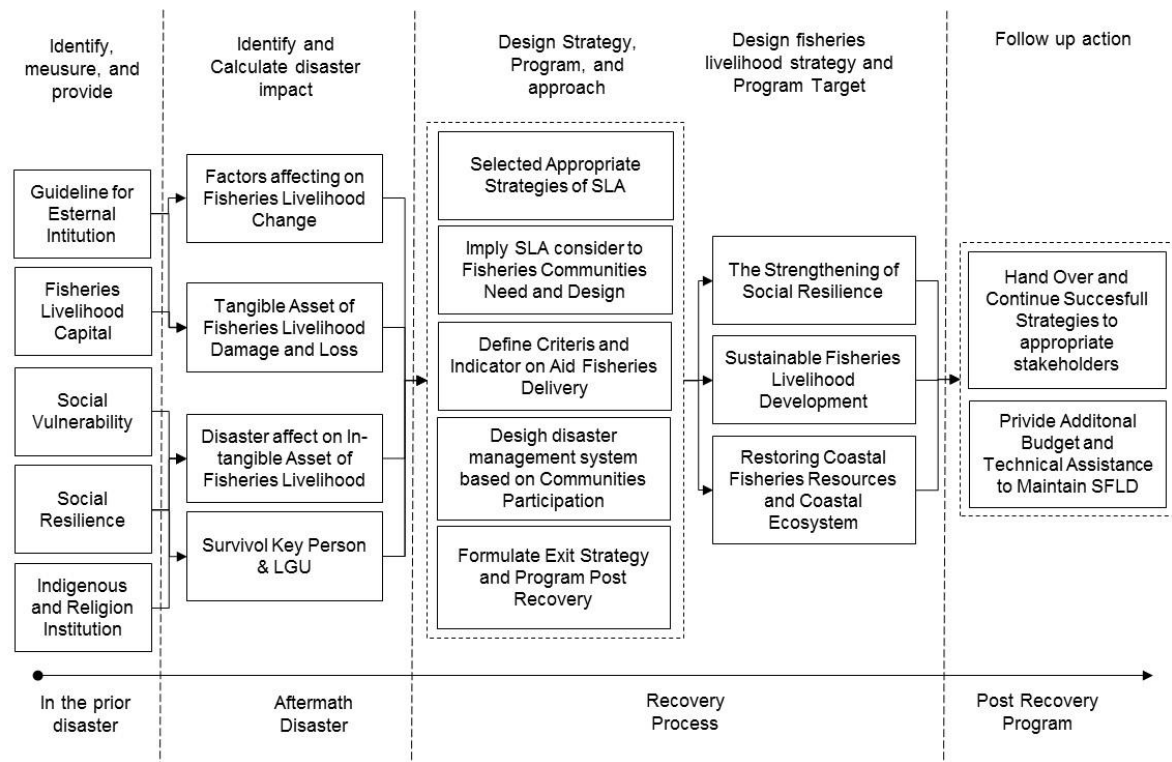 Identify,
meusure, and
provide
Identify and
Calculate disaster
impact
Design Strategy,
Program, and
approach
Design fisheries
livelihood strategy and
Program Target
Follow up action
Guideline for
Esternal
Intitution
Fisheries
Livelihood
Capital
Social
Vulnerability
Social
Resilience
Indigenous
and Religion
Institution
Factors affecting on
Fisheries Livelihood
Change
Tangible Asset of
Fisheries Livelihood
Damage and Loss
Disaster affect on In-
tangible Asset of
Fisheries Livelihood
Survivol Key Person
& LGU
Selected Appropriate
Strategies of SLA
Imply SLA consider to
Fisheries Communities
Need and Design
Define Criteris and
Indicator on Aid Fisheries
Delivery
Desigh disaster
management system
based on Communities
Participation
Formulate Exit Strategy
and Program Post
Recovery
The Strengthening of
Social Resilience
Sustainable Fisheries
Livelihood
Development
Restoring Coastal
Fisheries Resources
and Coastal
Ecosystem
Hand Over and
Continue Succesfull
Strategies to
appropriate
stakeholders
Privide Additonal
Budget and
Technical Assistance
to Maintain SFLD
In the prior
disaster
Aftermath
Disaster
Recovery
Process
Post Recovery
Program